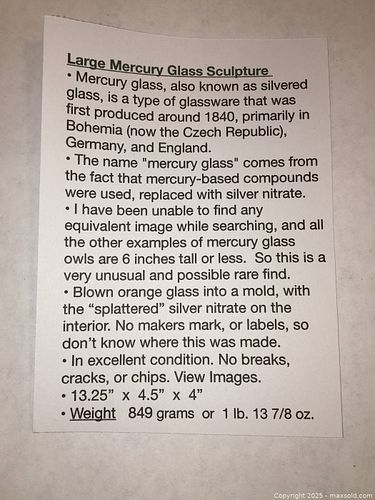 Large Mercury Glass Sculpture
• Mercury glass, also known as silvered
glass, is a type of glassware that was
first produced around 1840, primarily in
Bohemia (now the Czech Republic),
Germany, and England.
• The name "mercury glass" comes from
the fact that mercury-based compounds
were used, replaced with silver nitrate.
• I have been unable to find any
equivalent image while searching, and all
the other examples of mercury glass
owls are 6 inches tall or less.  So this is a
very unusual and possible rare find.
• Blown orange glass into a mold, with
the “splattered” silver nitrate on the
interior. No makers mark, or labels, so
don’t know where this was made.
• In excellent condition. No breaks,
cracks, or chips. View Images.
• 13.25”  x  4.5”  x  4”
• Weight   849 grams  or  1 lb. 13 7/8 oz.
Copyright 2025 - maxsold.com